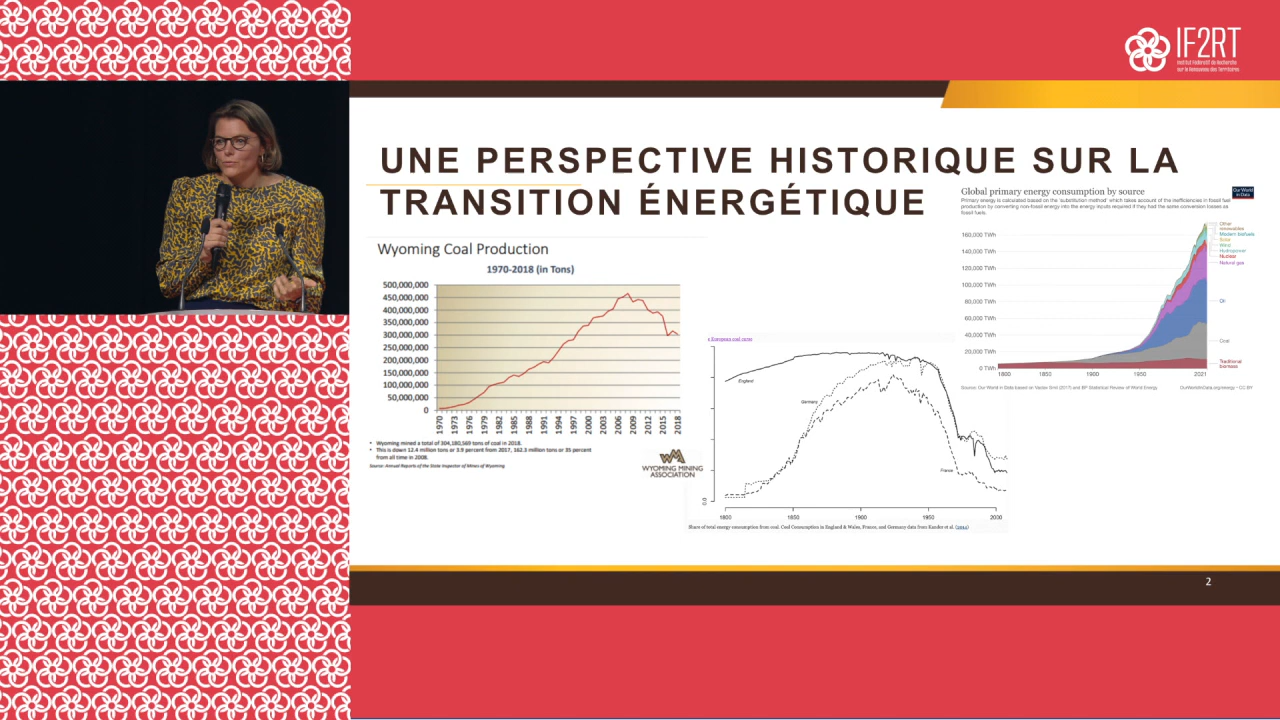 IF2RT
Institut Fédératif de Recherche
sur le Renouveau des Territoires
UNE PERSPECTIVE HISTORIQUE SUR LA
TRANSITION ÉNERGÉTIQUE
Wyoming Coal Production
1970-2018 (in Tons)
500,000,000
450,000,000
400,000,000
350,000,000
300,000,000
250,000,000
200,000,000
150,000,000
100,000,000
50,000,000
0
1970 1973 1976 1979 1982 1985 1988 1991 1994 1997 2000 2003 2006 2009 2012 2015 2018
• Wyoming mined a total of 304,180,569 tons of coal in 2018.
• This is down 12.4 million tons or 3.9 percent from 2017, 162.3 million tons or 35 percent
from all time in 2008.
Source: Annual Reports of the State Inspector of Mines of Wyoming
WYOMING MINING
ASSOCIATION
European coal curve
England
Germany
France
0.0
1800 1850 1900 1950 2000
Share of total energy consumption from coal. Coal Consumption in England & Wales, France, and Germany data from Kander et al. (2014)
Global primary energy consumption by source
Our World
in Data
Primary energy is calculated based on the 'substitution method' which takes account of the inefficiencies in fossil fuel
production by converting non-fossil energy into the energy inputs required if they had the same conversion losses as
fossil fuels.
160,000 TWh
140,000 TWh
120,000 TWh
100,000 TWh
80,000 TWh
60,000 TWh
40,000 TWh
20,000 TWh
0 TWh
1800 1850 1900 1950 2021
Other
renewables
Modern biofuels
Solar
Wind
Hydropower
Nuclear
Natural gas
Oil
Coal
Traditional
biomass
Source: Our World in Data based on Vaclav Smil (2017) and BP Statistical Review of World Energy
OurWorldInData.org/energy • CC BY
2